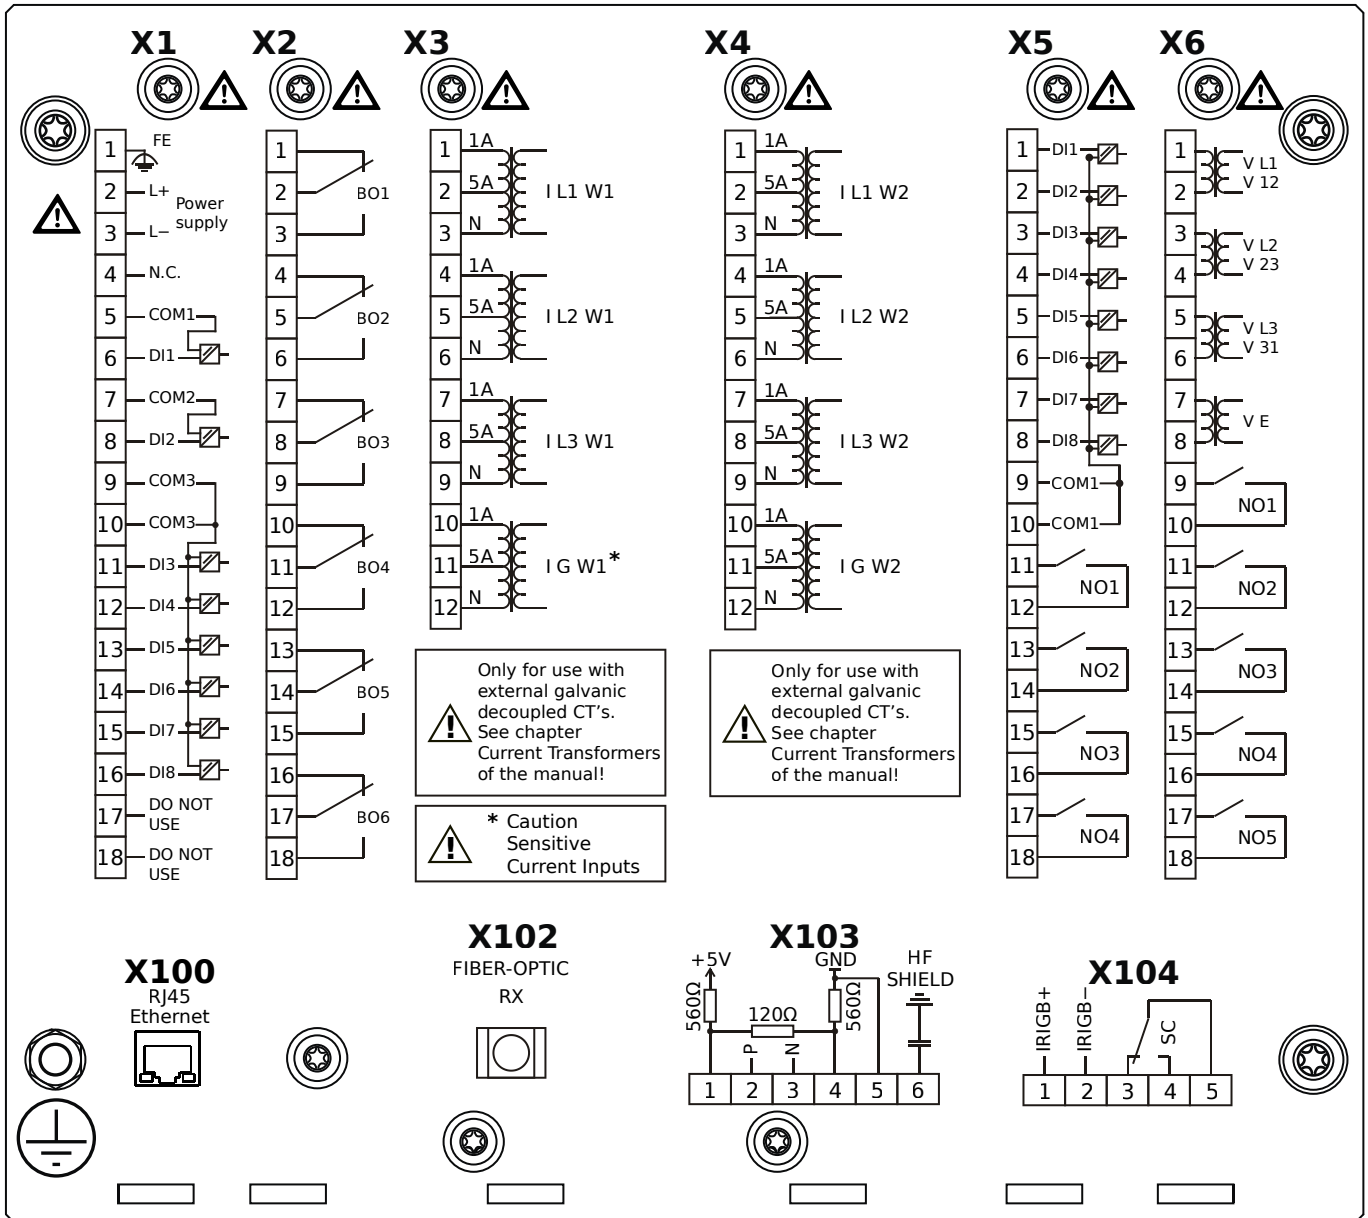 X1
1
FE
2
L+
Power
supply
3
L−
4
N.C.
5
COM1
6
DI1
7
COM2
8
DI2
9
COM3
10
COM3
11
DI3
12
DI4
13
DI5
14
DI6
15
DI7
16
DI8
17
DO NOT
USE
18
DO NOT
USE
X2
1
2
BO1
3
4
5
BO2
6
7
8
BO3
9
10
11
BO4
12
13
14
BO5
15
16
17
BO6
18
X3
1
1A
2
5A
I L1 W1
3
N
4
1A
5
5A
I L2 W1
6
N
7
1A
8
5A
I L3 W1
9
N
10
1A
11
5A
I G W1*
12
N
Only for use with
external galvanic
decoupled CT's.
See chapter
Current Transformers
of the manual!
* Caution
Sensitive
Current Inputs
X4
1
1A
2
5A
I L1 W2
3
N
4
1A
5
5A
I L2 W2
6
N
7
1A
8
5A
I L3 W2
9
N
10
1A
11
5A
I G W2
12
N
Only for use with
external galvanic
decoupled CT's.
See chapter
Current Transformers
of the manual!
X5
1
DI1
2
DI2
3
DI3
4
DI4
5
DI5
6
DI6
7
DI7
8
DI8
9
COM1
10
COM1
11
NO1
12
13
NO2
14
15
NO3
16
17
NO4
18
X6
1
V L1
V 12
2
3
V L2
V 23
4
5
V L3
V 31
6
7
V E
8
9
NO1
10
11
NO2
12
13
NO3
14
15
NO4
16
17
NO5
18
X100
RJ45
Ethernet
X102
FIBER-OPTIC
RX
X103
+5V
GND
HF
SHIELD
560Ω
120Ω
560Ω
P
N
1 2 3 4 5 6
X104
IRIGB+
IRIGB−
SC
1 2 3 4 5